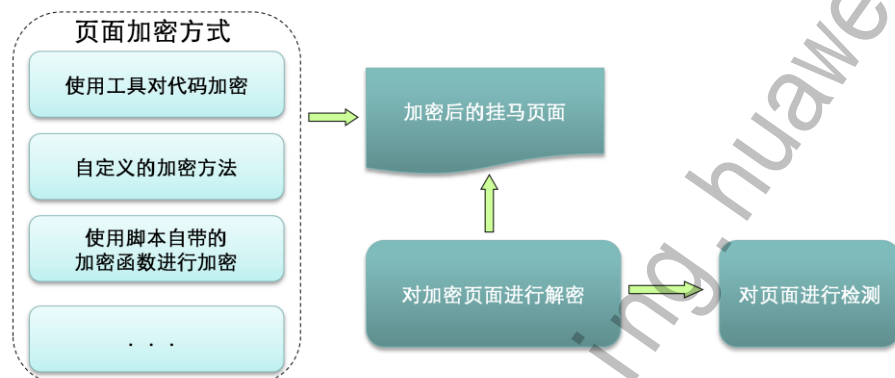 页面加密方式
使用工具对代码加密
自定义的加密方法
使用脚本自带的
加密函数进行加密
. . .
加密后的挂马页面
对加密页面进行解密
对页面进行检测
ing.huawe